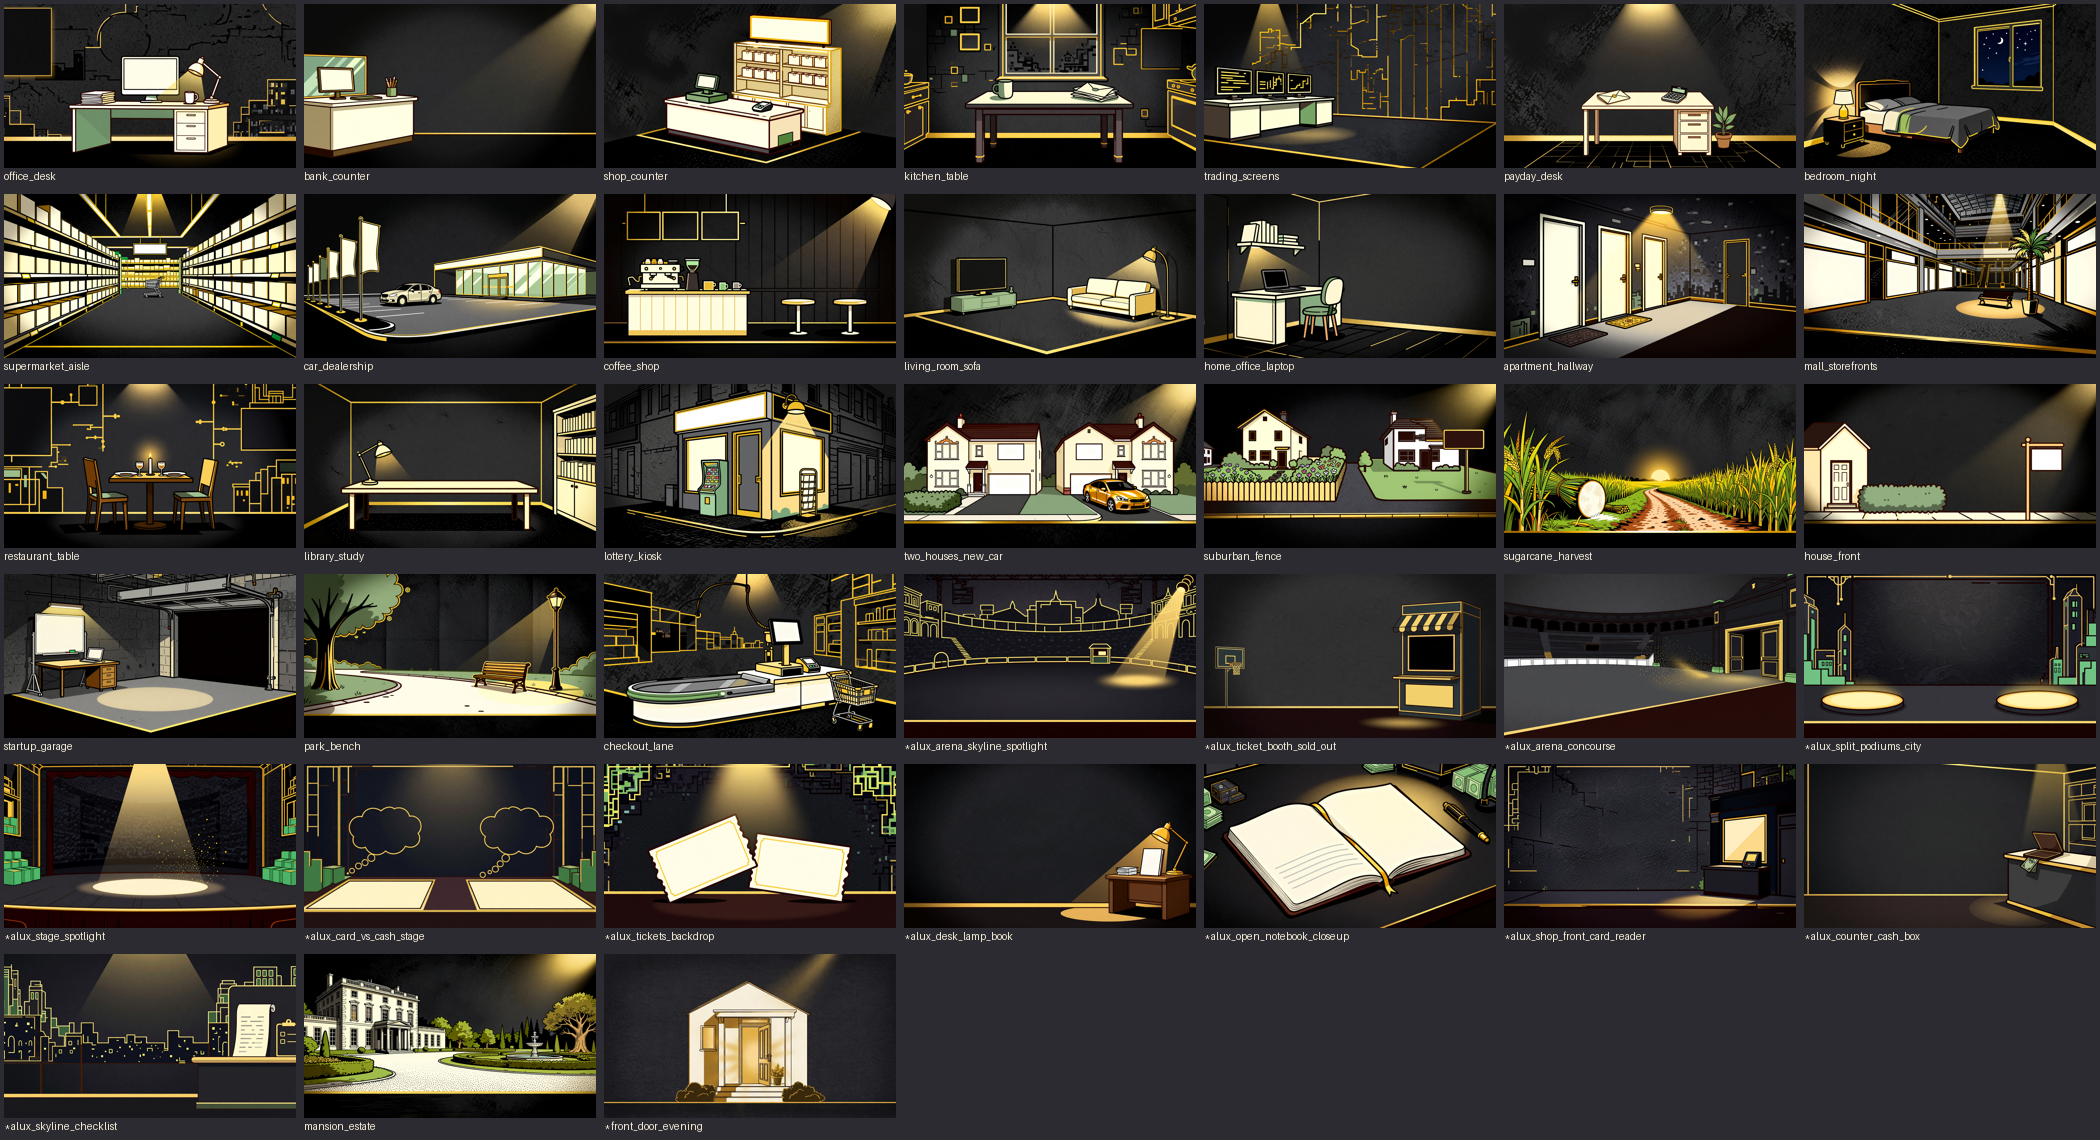 office_desk
bank_counter
shop_counter
kitchen_table
trading_screens
payday_desk
bedroom_night
supermarket_aisle
car_dealership
coffee_shop
living_room_sofa
home_office_laptop
apartment_hallway
mall_storefronts
restaurant_table
library_study
lottery_kiosk
two_houses_new_car
suburban_fence
sugarcane_harvest
house_front
startup_garage
park_bench
checkout_lane
*alux_arena_skyline_spotlight
*alux_ticket_booth_sold_out
*alux_arena_concourse
*alux_split_podiums_city
*alux_stage_spotlight
*alux_card_vs_cash_stage
*alux_tickets_backdrop
*alux_desk_lamp_book
*alux_open_notebook_closeup
*alux_shop_front_card_reader
*alux_counter_cash_box
*alux_skyline_checklist
mansion_estate
*front_door_evening